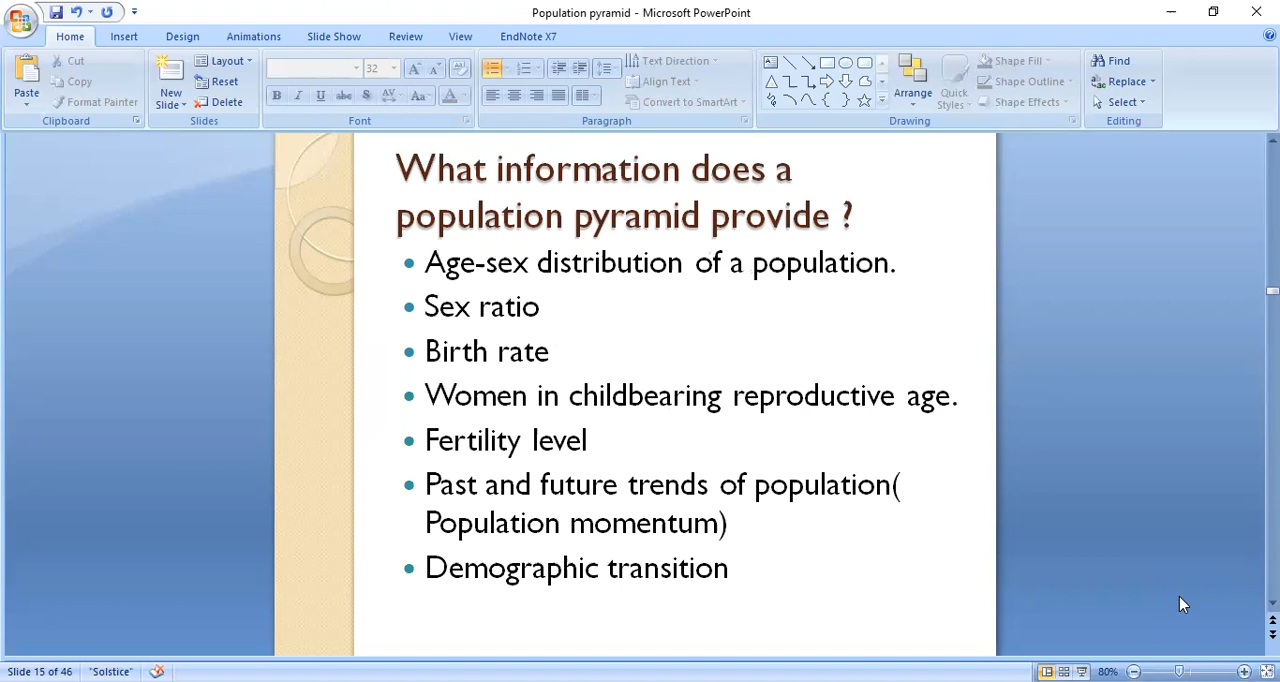 Population pyramid - Microsoft PowerPoint
Home Insert Design Animations Slide Show Review View EndNote X7
Paste
Cut
Copy
Format Painter
Clipboard
New
Slide
Layout
Reset
Delete
Slides
32
B I U abc S AV Aa A
Font
Text Direction
Align Text
Convert to SmartArt
Paragraph
Arrange
Quick
Styles
Shape Fill
Shape Outline
Shape Effects
Drawing
Find
Replace
Select
Editing
What information does a
population pyramid provide ?
• Age-sex distribution of a population.
• Sex ratio
• Birth rate
• Women in childbearing reproductive age.
• Fertility level
• Past and future trends of population(
Population momentum)
• Demographic transition
Slide 15 of 46 "Solstice" 80%